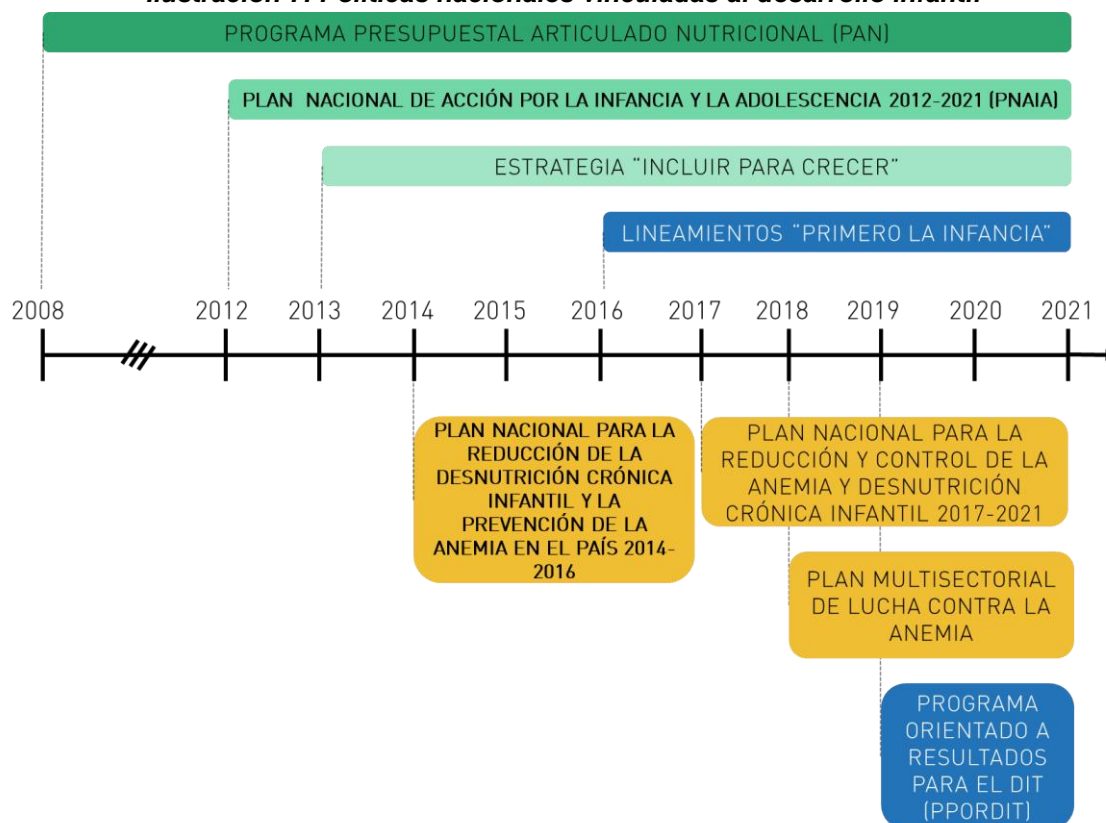 PROGRAMA PRESUPUESTAL ARTICULADO NUTRICIONAL (PAN)
PLAN NACIONAL DE ACCIÓN POR LA INFANCIA Y LA ADOLESCENCIA 2012-2021 (PNAIA)
ESTRATEGIA "INCLUIR PARA CRECER"
LINEAMIENTOS "PRIMERO LA INFANCIA"
2008 2012 2013 2014 2015 2016 2017 2018 2019 2020 2021
PLAN NACIONAL PARA LA
REDUCCIÓN DE LA
DESNUTRICIÓN CRÓNICA
INFANTIL Y LA
PREVENCIÓN DE LA
ANEMIA EN EL PAÍS 2014-
2016
PLAN NACIONAL PARA LA
REDUCCIÓN Y CONTROL DE LA
ANEMIA Y DESNUTRICIÓN
CRÓNICA INFANTIL 2017-2021
PLAN MULTISECTORIAL
DE LUCHA CONTRA LA
ANEMIA
PROGRAMA
ORIENTADO A
RESULTADOS
PARA EL DIT
(PPORDIT)